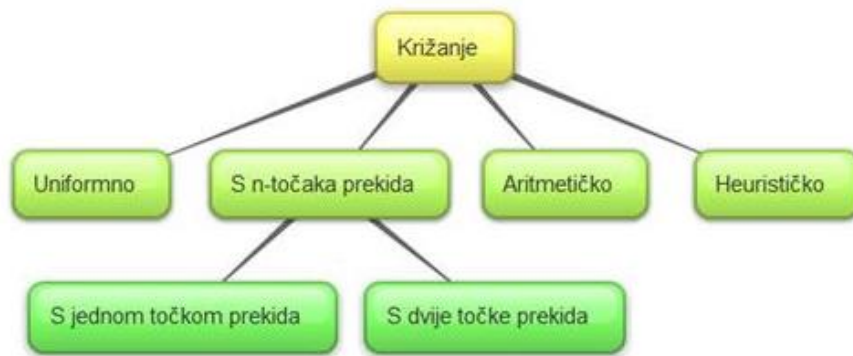 Križanje
Uniformno
S n-točaka prekida
Aritmetičko
Heurističko
S jednom točkom prekida
S dvije točke prekida